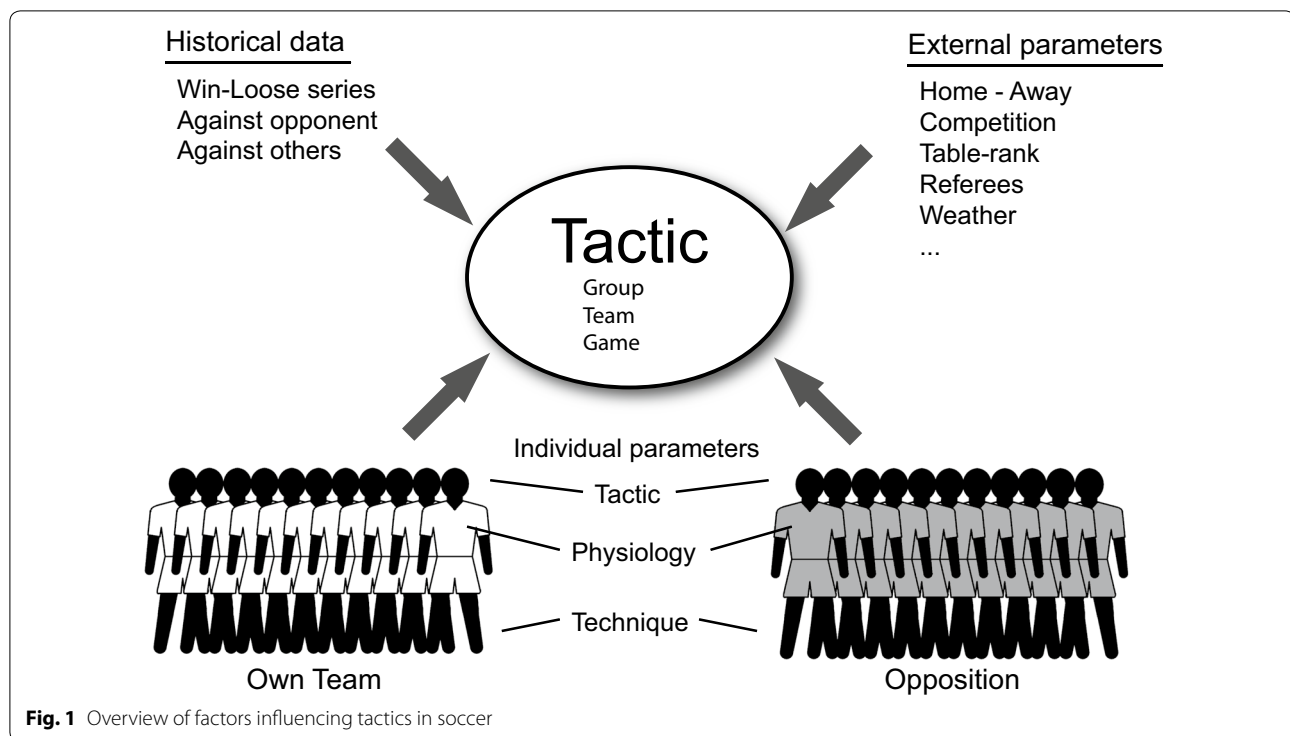 Historical data
Win-Loose series
Against opponent
Against others
External parameters
Home - Away
Competition
Table-rank
Referees
Weather
...
Tactic
Group
Team
Game
Individual parameters
Tactic
Physiology
Technique
Own Team
Opposition
Fig. 1 Overview of factors influencing tactics in soccer